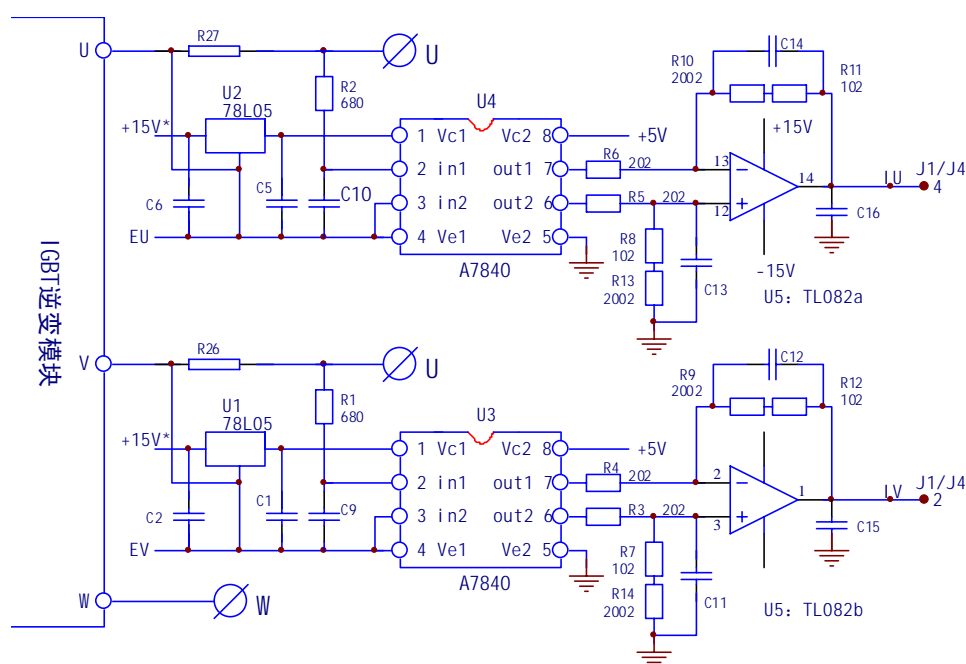 R27
U
U
R2
680
U2
78L05
+15V*
C6
C5
C10
EU
U4
1 Vc1 Vc2 8
2 in1 out1 7
3 in2 out2 6
4 Ve1 Ve2 5
A7840
+5V
R6
202
R5
202
R8
102
R13
2002
C13
C14
R10
2002
R11
102
+15V
13
12
14
-15V
U5: TL082a
IU
J1/J4
4
C16
IGBT逆变模块
R26
V
U
R1
680
U1
78L05
+15V*
C2
C1
C9
EV
U3
1 Vc1 Vc2 8
2 in1 out1 7
3 in2 out2 6
4 Ve1 Ve2 5
A7840
+5V
R4
202
R3
202
R7
102
R14
2002
C11
C12
R9
2002
R12
102
2
3
1
U5: TL082b
IV
J1/J4
2
C15
W
W